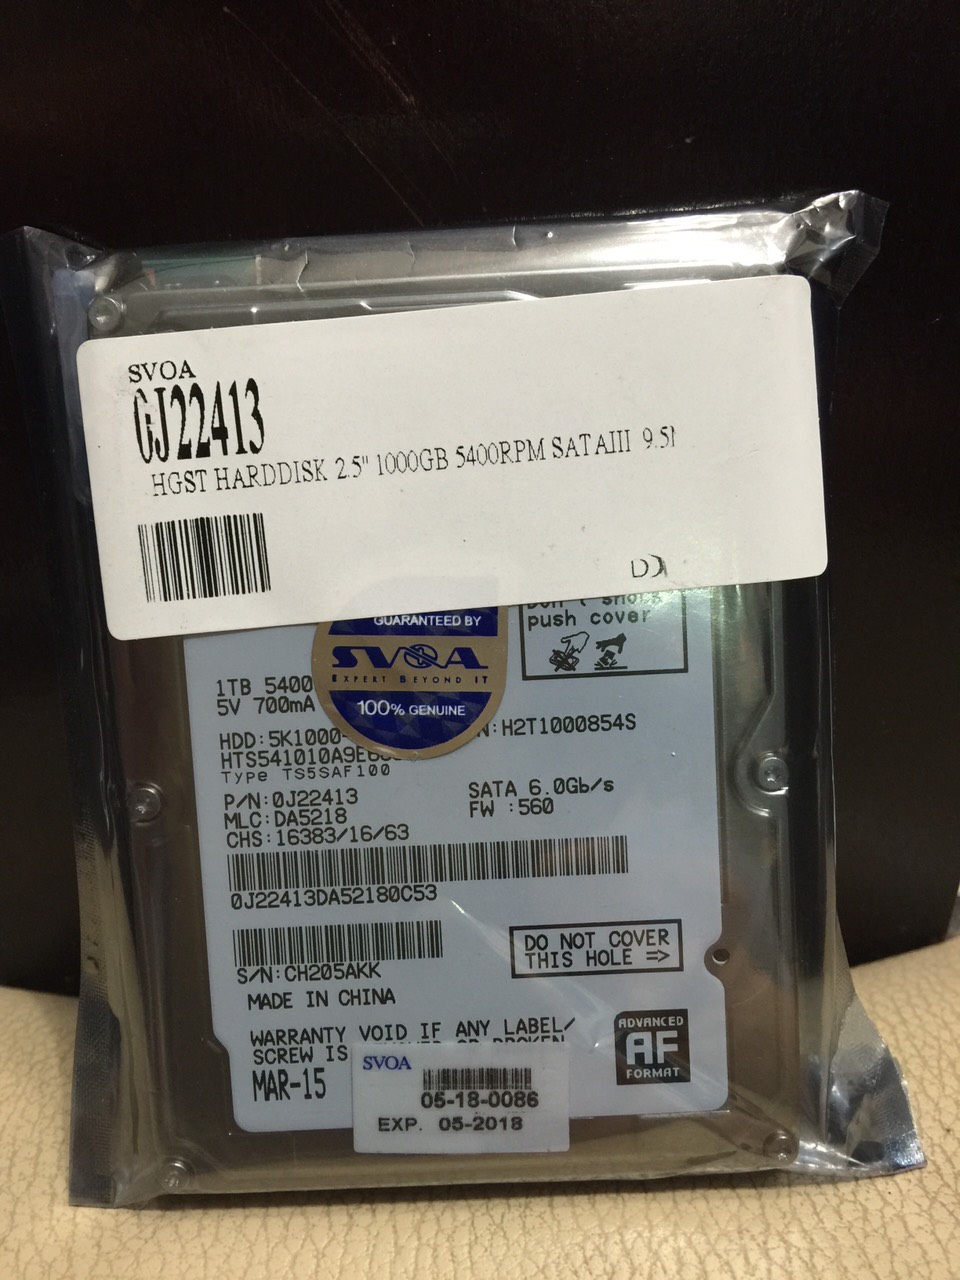 SVOA
0J22413
HGST HARDDISK 2.5" 1000GB 5400RPM SATAIII 9.5
push cover
GUARANTEED BY
SVOA
EXPERT BEYOND IT
100% GENUINE
1TB 5400
5V 700mA
HDD:5K1000-
N:H2T1000854S
HTS541010A9E6
Type TS5SAF100
P/N:0J22413
SATA 6.0Gb/s
MLC:DA5218
FW :560
CHS:16383/16/63
0J22413DA52180C53
S/N:CH205AKK
DO NOT COVER
THIS HOLE =>
MADE IN CHINA
WARRANTY VOID IF ANY LABEL/
SCREW IS
MAR-15
ADVANCED
AF
FORMAT
SVOA
05-18-0086
EXP. 05-2018